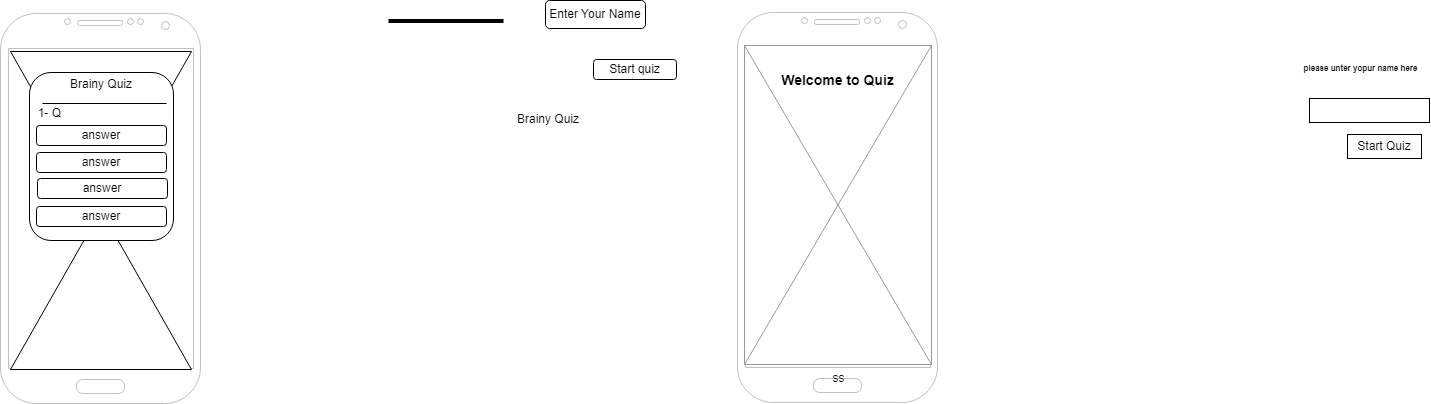 Brainy Quiz
1- Q
answer
answer
answer
answer
Enter Your Name
Start quiz
Brainy Quiz
Welcome to Quiz
ss
please unter yopur name here
Start Quiz